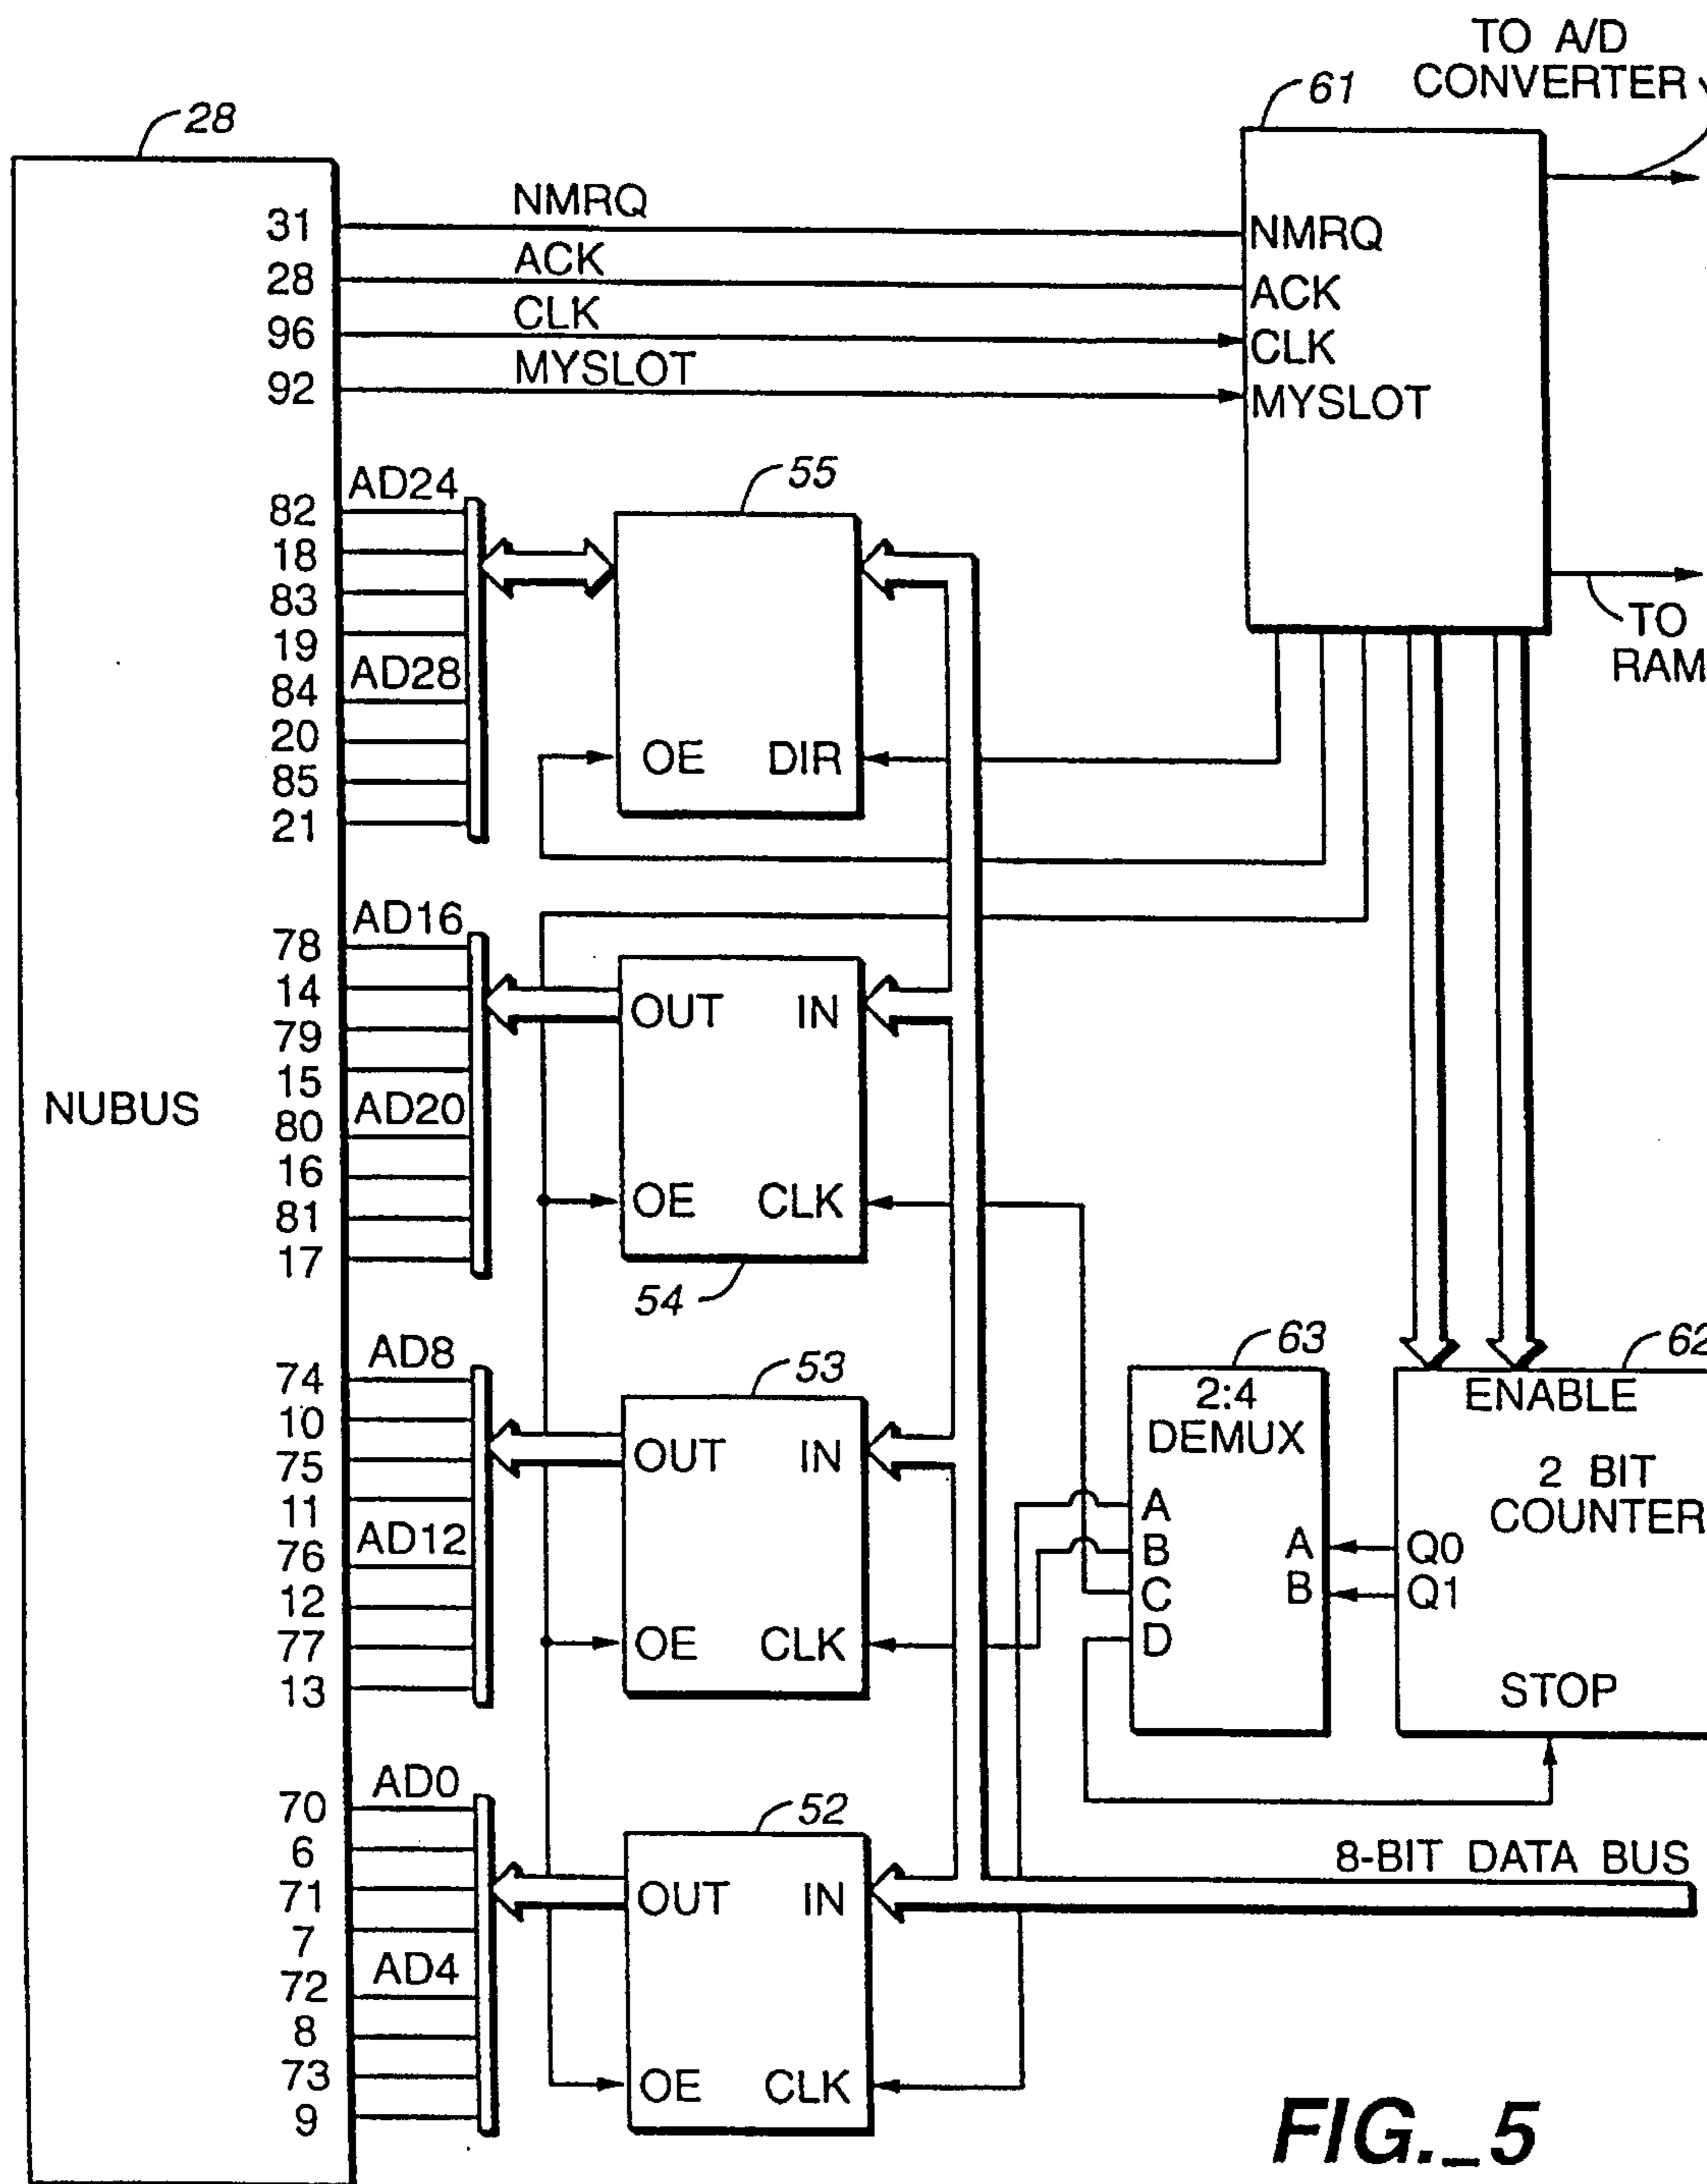 TO A/D
CONVERTER
28
61
NMRQ
31
NMRQ
ACK
28
ACK
CLK
96
CLK
MYSLOT
92
MYSLOT
AD24
55
82
18
83
19
TO
RAM
AD28
84
20
OE DIR
85
21
AD16
78
14
OUT IN
79
15
NUBUS
AD20
80
16
OE CLK
81
17
54
63
62
AD8
53
74
2:4
DEMUX
ENABLE
10
OUT IN
75
2 BIT
COUNTER
11
A
AD12
76
B
A
Q0
12
C
B
Q1
77
OE CLK
D
13
STOP
AD0
52
70
6
8-BIT DATA BUS
71
OUT IN
7
AD4
72
8
73
OE CLK
9
FIG._5